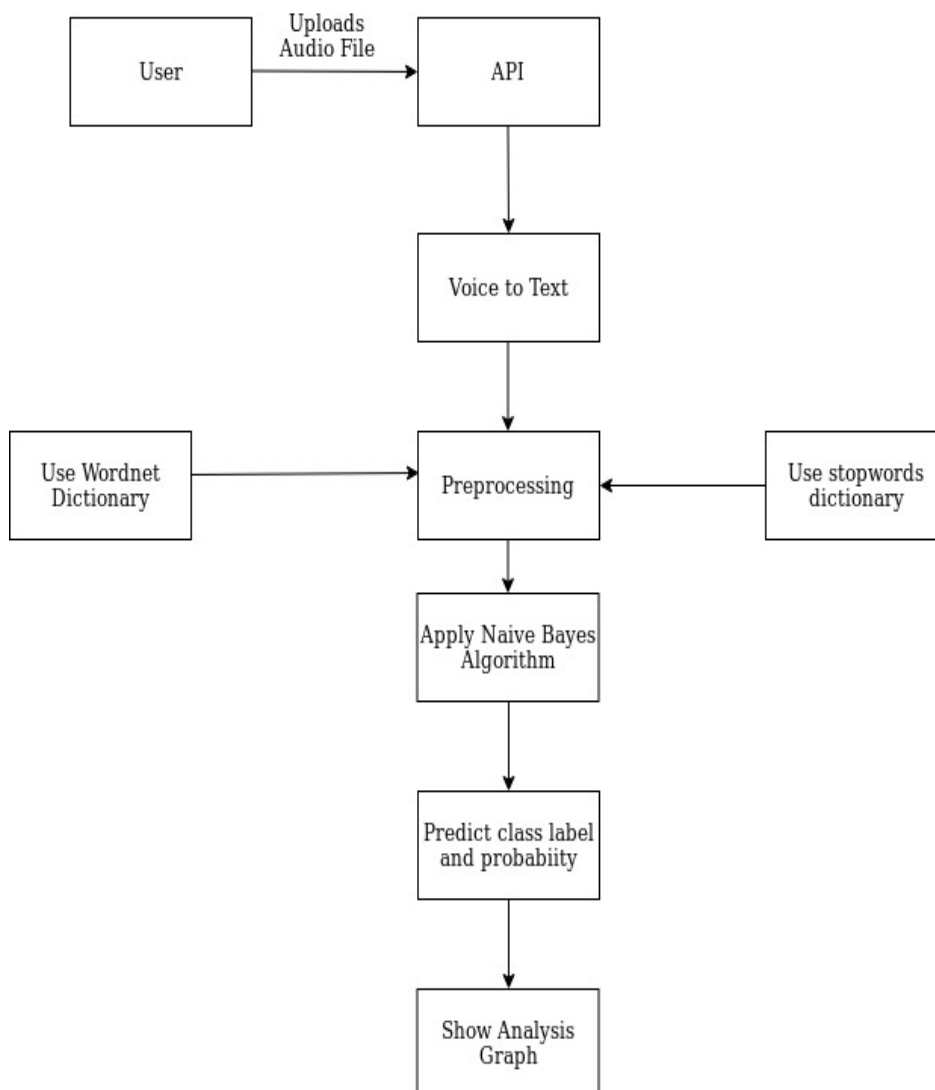 Uploads
Audio File
User
API
Voice to Text
Use Wordnet
Dictionary
Preprocessing
Use stopwords
dictionary
Apply Naive Bayes
Algorithm
Predict class label
and probabiity
Show Analysis
Graph